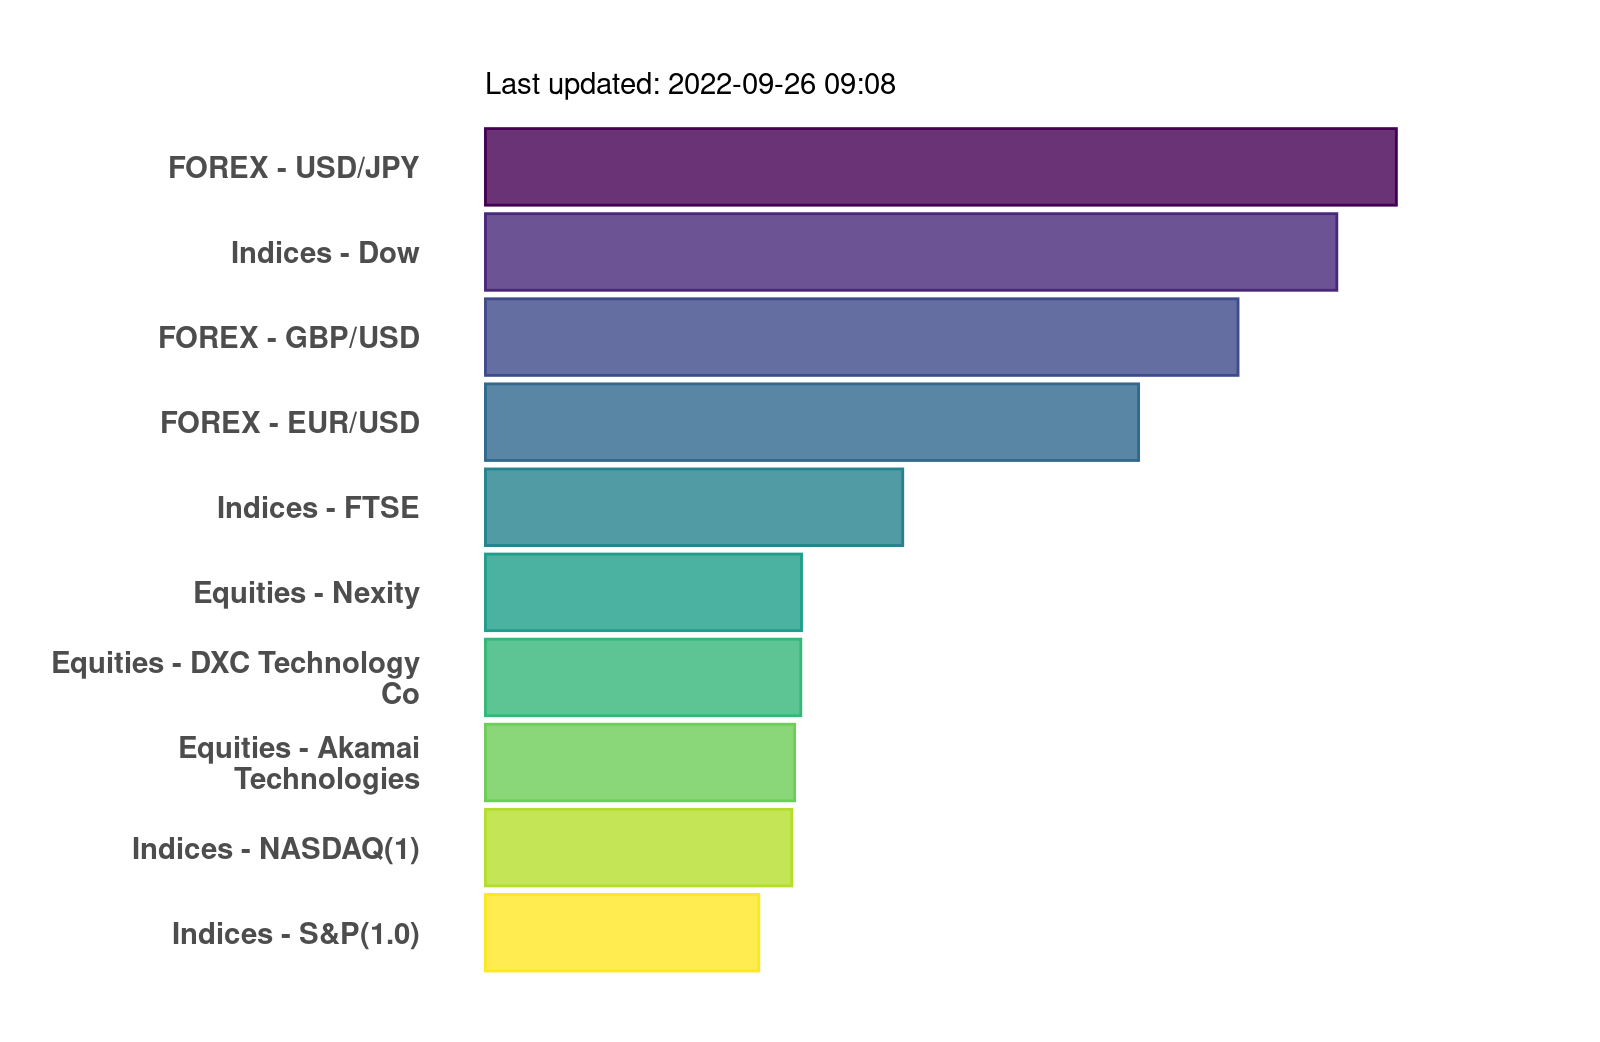 Last updated: 2022-09-26 09:08
FOREX - USD/JPY
Indices - Dow
FOREX - GBP/USD
FOREX - EUR/USD
Indices - FTSE
Equities - Nexity
Equities - DXC Technology
Co
Equities - Akamai
Technologies
Indices - NASDAQ(1)
Indices - S&P(1.0)